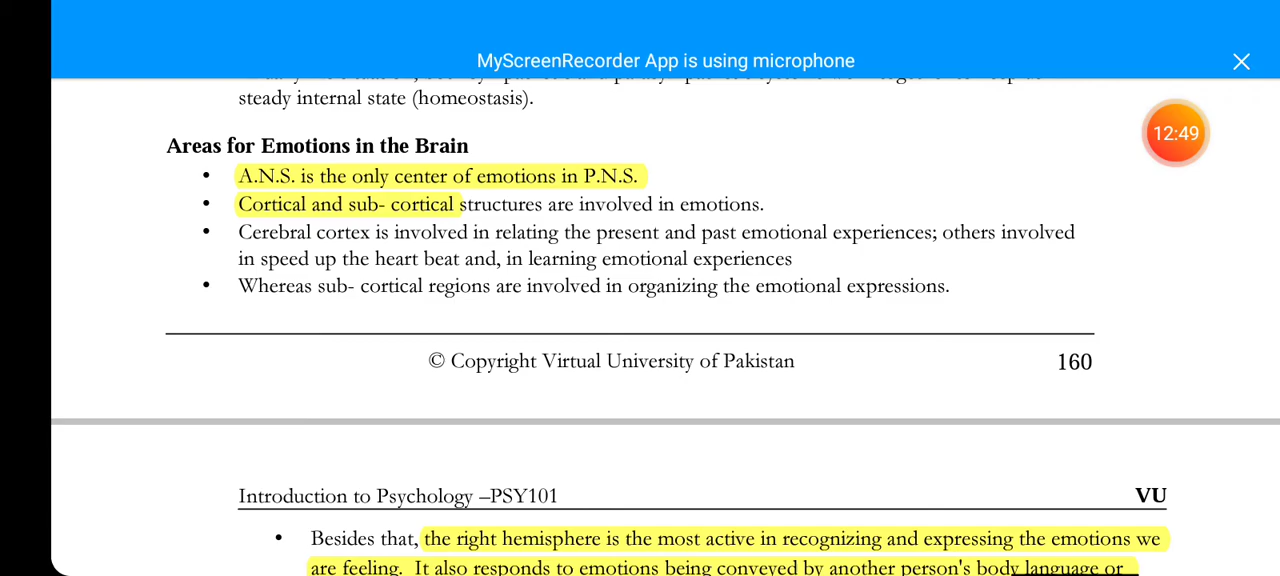 MyScreenRecorder App is using microphone
steady internal state (homeostasis).
12:49
Areas for Emotions in the Brain
• A.N.S. is the only center of emotions in P.N.S.
• Cortical and sub- cortical structures are involved in emotions.
• Cerebral cortex is involved in relating the present and past emotional experiences; others involved
in speed up the heart beat and, in learning emotional experiences
• Whereas sub- cortical regions are involved in organizing the emotional expressions.
© Copyright Virtual University of Pakistan 160
Introduction to Psychology –PSY101 VU
• Besides that, the right hemisphere is the most active in recognizing and expressing the emotions we
are feeling. It also responds to emotions being conveyed by another person's body language or